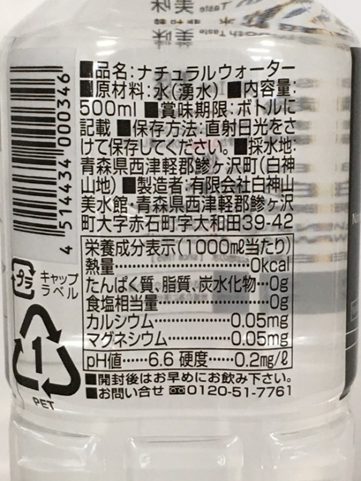 ■品名:ナチュラルウォーター
■原材料:水(湧水)■内容量:
500ml■賞味期限:ボトルに
記載■保存方法:直射日光をさ
けて保存してください。■採水地:
青森県西津軽郡鰺ヶ沢町(白神
山地)■製造者:有限会社白神山
美水館・青森県西津軽郡鰺ヶ沢
町大字赤石町字大和田39-42
栄養成分表示(1000mℓ当たり)
熱量…0kcal
たんぱく質、脂質、炭水化物…0g
食塩相当量…0g
カルシウム…0.05mg
マグネシウム…0.05mg
pH値…6.6 硬度…0.2mg/ℓ
■開封後はお早めにお飲み下さい。
■お問い合せ 0120-51-7761
4 514434 000346
プラ
キャップ
ラベル
1
PET